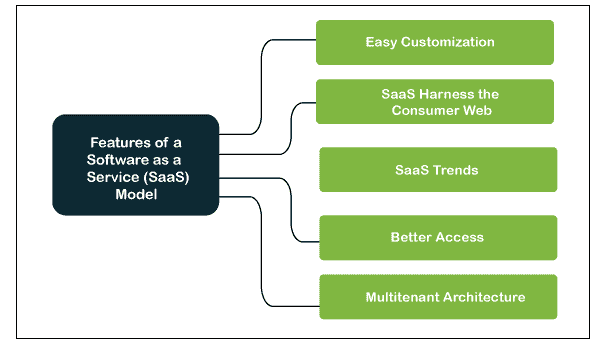 Features of a
Software as a
Service (SaaS)
Model
Easy Customization
SaaS Harness the
Consumer Web
SaaS Trends
Better Access
Multitenant Architecture